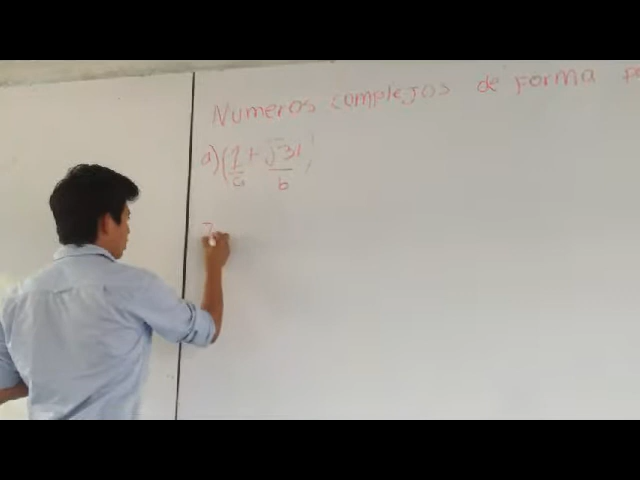 Numeros complejos de forma
a) (1/6 + √3i/6)